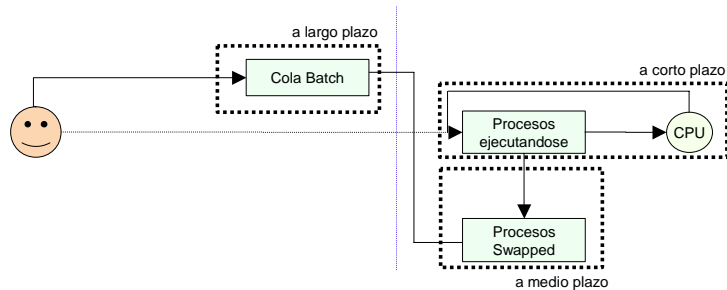 a largo plazo
Cola Batch
a corto plazo
Procesos
ejecutandose
CPU
Procesos
Swapped
a medio plazo